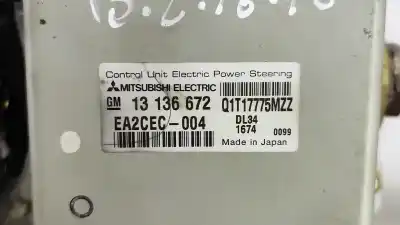 Control Unit Electric Power Steering
MITSUBISHI ELECTRIC
GM 13 136 672 Q1T17775MZZ
EA2CEC-004 DL34
1674 0099
Made in Japan